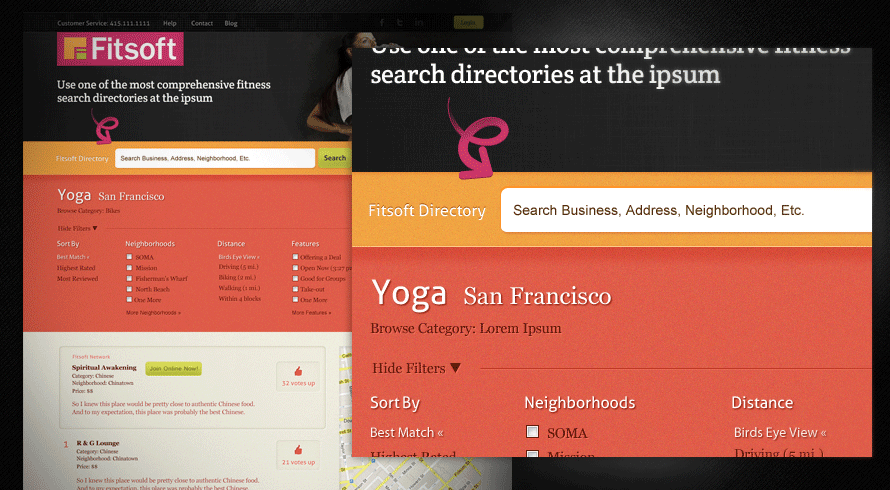 Customer Service: 415.111.1111 Help Contact Blog Login
Fitsoft
Use one of the most comprehensive fitness
search directories at the ipsum
Fitsoft Directory Search Business, Address, Neighborhood, Etc. Search
Yoga San Francisco
Browse Category: Bikes
Hide Filters ▼
Sort By
Best Match «
Highest Rated
Most Reviewed
Neighborhoods
SOMA
Mission
Fisherman's Wharf
North Beach
One More
More Neighborhoods »
Distance
Birds Eye View «
Driving (5 mi.)
Biking (2 mi.)
Walking (1 mi.)
Within 4 blocks
Features
Offering a Deal
Open Now (3:27 p
Good for Groups
Take-out
One More
More Features »
Fitsoft Network
Spiritual Awakening Join Online Now!
Category: Chinese
Neighborhood: Chinatown
Price: $$
32 votes up
So I knew this place would be pretty close to authentic Chinese food.
And to my expectation, this place was probably the best Chinese.
1 R & G Lounge
Category: Chinese
Neighborhood: Chinatown
Price: $$
21 votes up
So I knew this place would be pretty close to authentic Chinese food.
And to my expectation, this place was probably the best Chinese.
Use one of the most comprehensive fitness
search directories at the ipsum
Fitsoft Directory Search Business, Address, Neighborhood, Etc.
Yoga San Francisco
Browse Category: Lorem Ipsum
Hide Filters ▼
Sort By Neighborhoods Distance
Best Match « SOMA Birds Eye View «
Highest Rated Mission Driving (5 mi.)